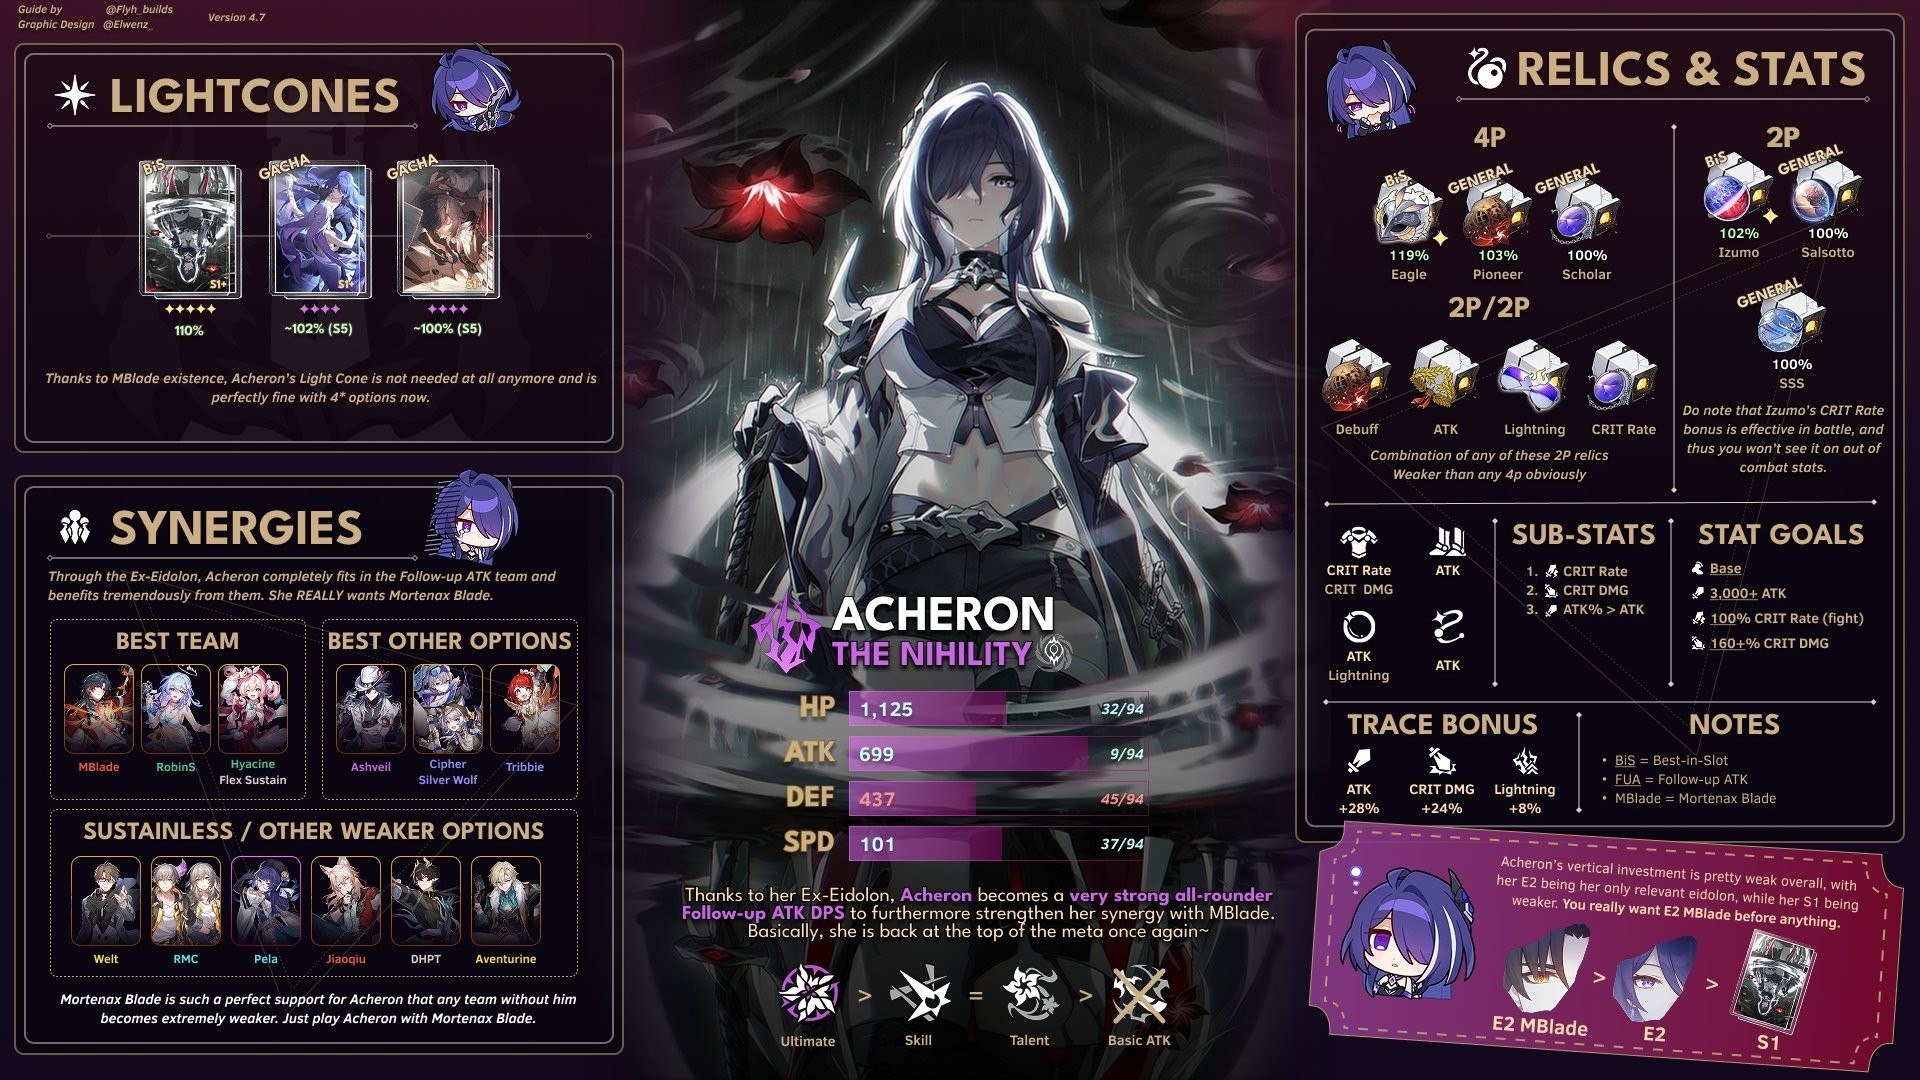 Guide by @Flyh_builds
Graphic Design @Elwenz_
Version 4.7
LIGHTCONES
BiS
GACHA
GACHA
S1+
S1+
S1+
110%
~102% (S5)
~100% (S5)
Thanks to MBlade existence, Acheron's Light Cone is not needed at all anymore and is
perfectly fine with 4* options now.
SYNERGIES
Through the Ex-Eidolon, Acheron completely fits in the Follow-up ATK team and
benefits tremendously from them. She REALLY wants Mortenax Blade.
BEST TEAM
MBlade
RobinS
Hyacine
Flex Sustain
BEST OTHER OPTIONS
Ashveil
Cipher
Silver Wolf
Tribbie
SUSTAINLESS / OTHER WEAKER OPTIONS
Welt
RMC
Pela
Jiaoqiu
DHPT
Aventurine
Mortenax Blade is such a perfect support for Acheron that any team without him
becomes extremely weaker. Just play Acheron with Mortenax Blade.
ACHERON
THE NIHILITY
HP 1,125 32/94
ATK 699 9/94
DEF 437 45/94
SPD 101 37/94
Thanks to her Ex-Eidolon, Acheron becomes a very strong all-rounder
Follow-up ATK DPS to furthermore strengthen her synergy with MBlade.
Basically, she is back at the top of the meta once again~
> = >
Ultimate Skill Talent Basic ATK
RELICS & STATS
4P
BiS
GENERAL
GENERAL
119%
Eagle
103%
Pioneer
100%
Scholar
2P/2P
Debuff
ATK
Lightning
CRIT Rate
Combination of any of these 2P relics
Weaker than any 4p obviously
2P
BiS
GENERAL
102%
Izumo
100%
Salsotto
GENERAL
100%
SSS
Do note that Izumo's CRIT Rate
bonus is effective in battle, and
thus you won't see it on out of
combat stats.
CRIT Rate
CRIT DMG
ATK
ATK
Lightning
ATK
SUB-STATS
1. CRIT Rate
2. CRIT DMG
3. ATK% > ATK
STAT GOALS
Base
3,000+ ATK
100% CRIT Rate (fight)
160+% CRIT DMG
TRACE BONUS
ATK
+28%
CRIT DMG
+24%
Lightning
+8%
NOTES
• BiS = Best-in-Slot
• FUA = Follow-up ATK
• MBlade = Mortenax Blade
Acheron's vertical investment is pretty weak overall, with
her E2 being her only relevant eidolon, while her S1 being
weaker. You really want E2 MBlade before anything.
> >
E2 MBlade
E2
S1